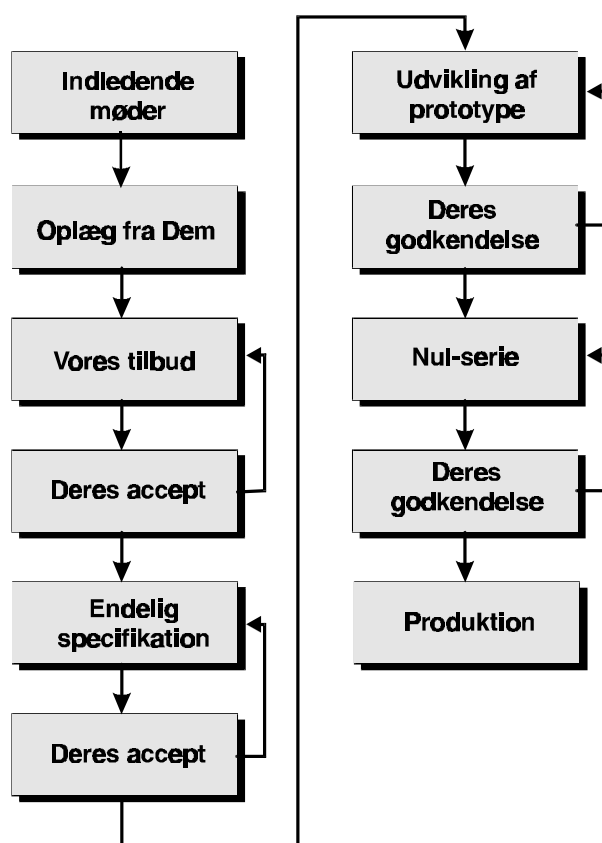 Indledende
møder
Oplæg fra Dem
Vores tilbud
Deres accept
Endelig
specifikation
Deres accept
Udvikling af
prototype
Deres
godkendelse
Nul-serie
Deres
godkendelse
Produktion